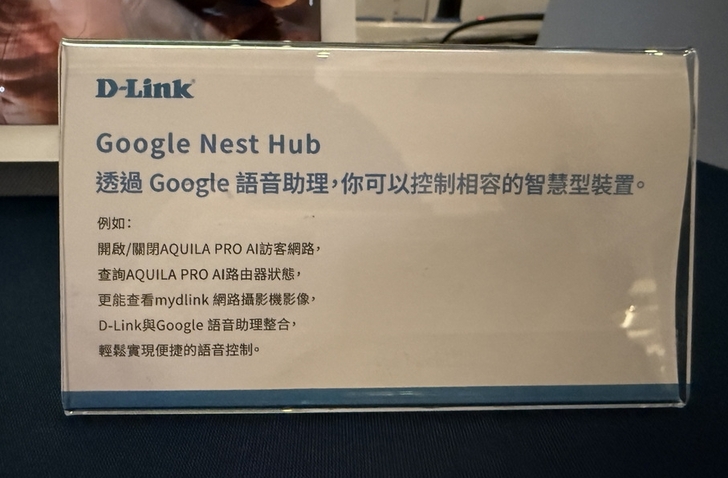 D-Link
Google Nest Hub
透過 Google 語音助理，你可以控制相容的智慧型裝置。
例如：
開啟/關閉AQUILA PRO AI訪客網路，
查詢AQUILA PRO AI路由器狀態，
更能查看mydlink 網路攝影機影像，
D-Link與Google 語音助理整合，
輕鬆實現便捷的語音控制。